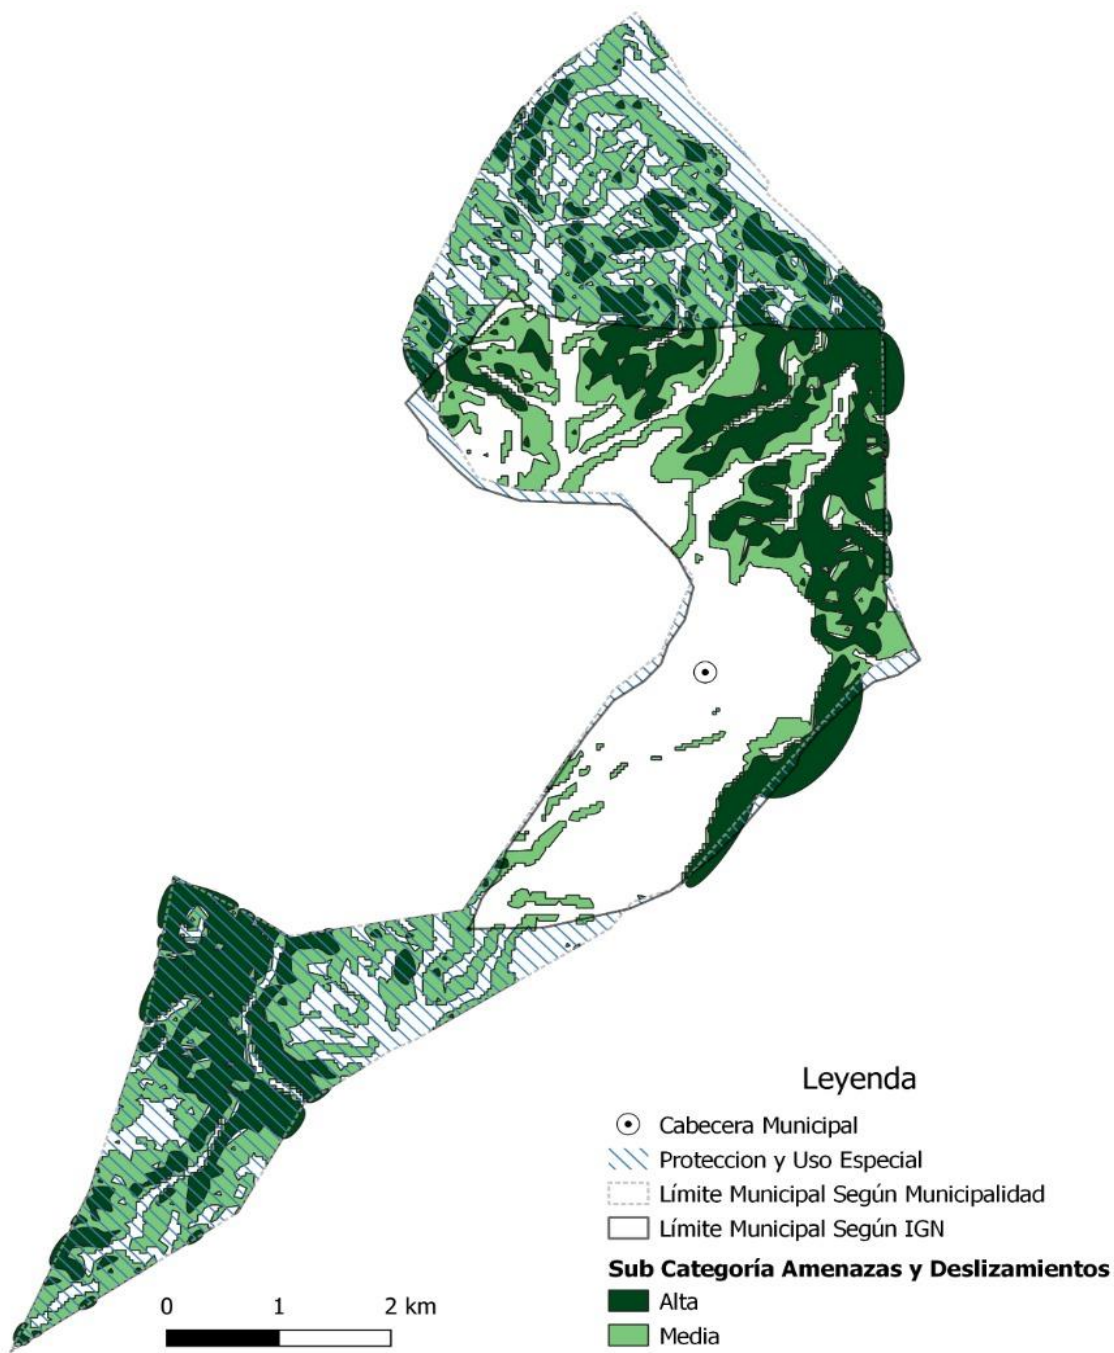 Leyenda
Cabecera Municipal
Proteccion y Uso Especial
Límite Municipal Según Municipalidad
Límite Municipal Según IGN
Sub Categoría Amenazas y Deslizamientos
Alta
Media
0 1 2 km